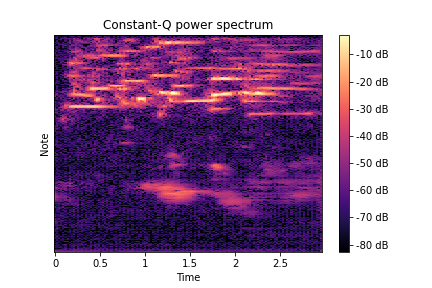 Constant-Q power spectrum
Note
0
0.5
1
1.5
2
2.5
Time
-10 dB
-20 dB
-30 dB
-40 dB
-50 dB
-60 dB
-70 dB
-80 dB